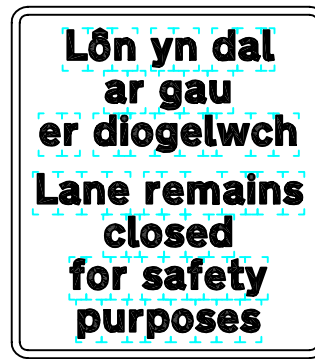 Lôn yn dal
ar gau
er diogelwch
Lane remains
closed
for safety
purposes